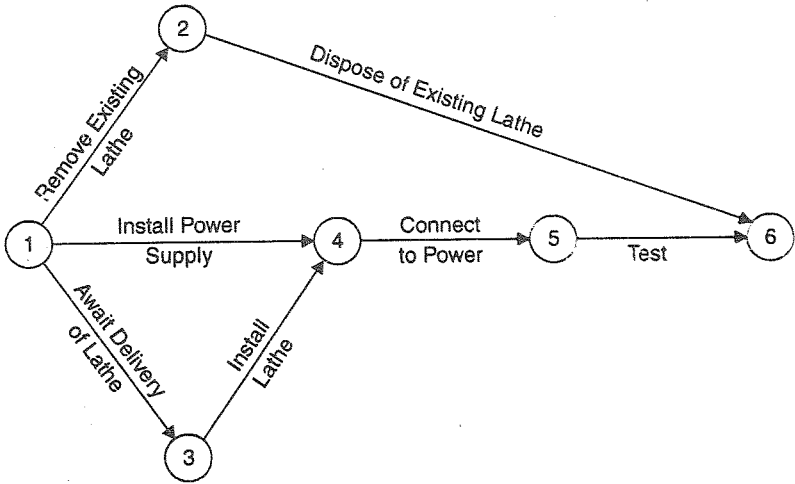 2
Dispose of Existing Lathe
Remove Existing
Lathe
1
Install Power
Supply
4
Connect
to Power
5
Test
6
Await Delivery
of Lathe
Install
Lathe
3